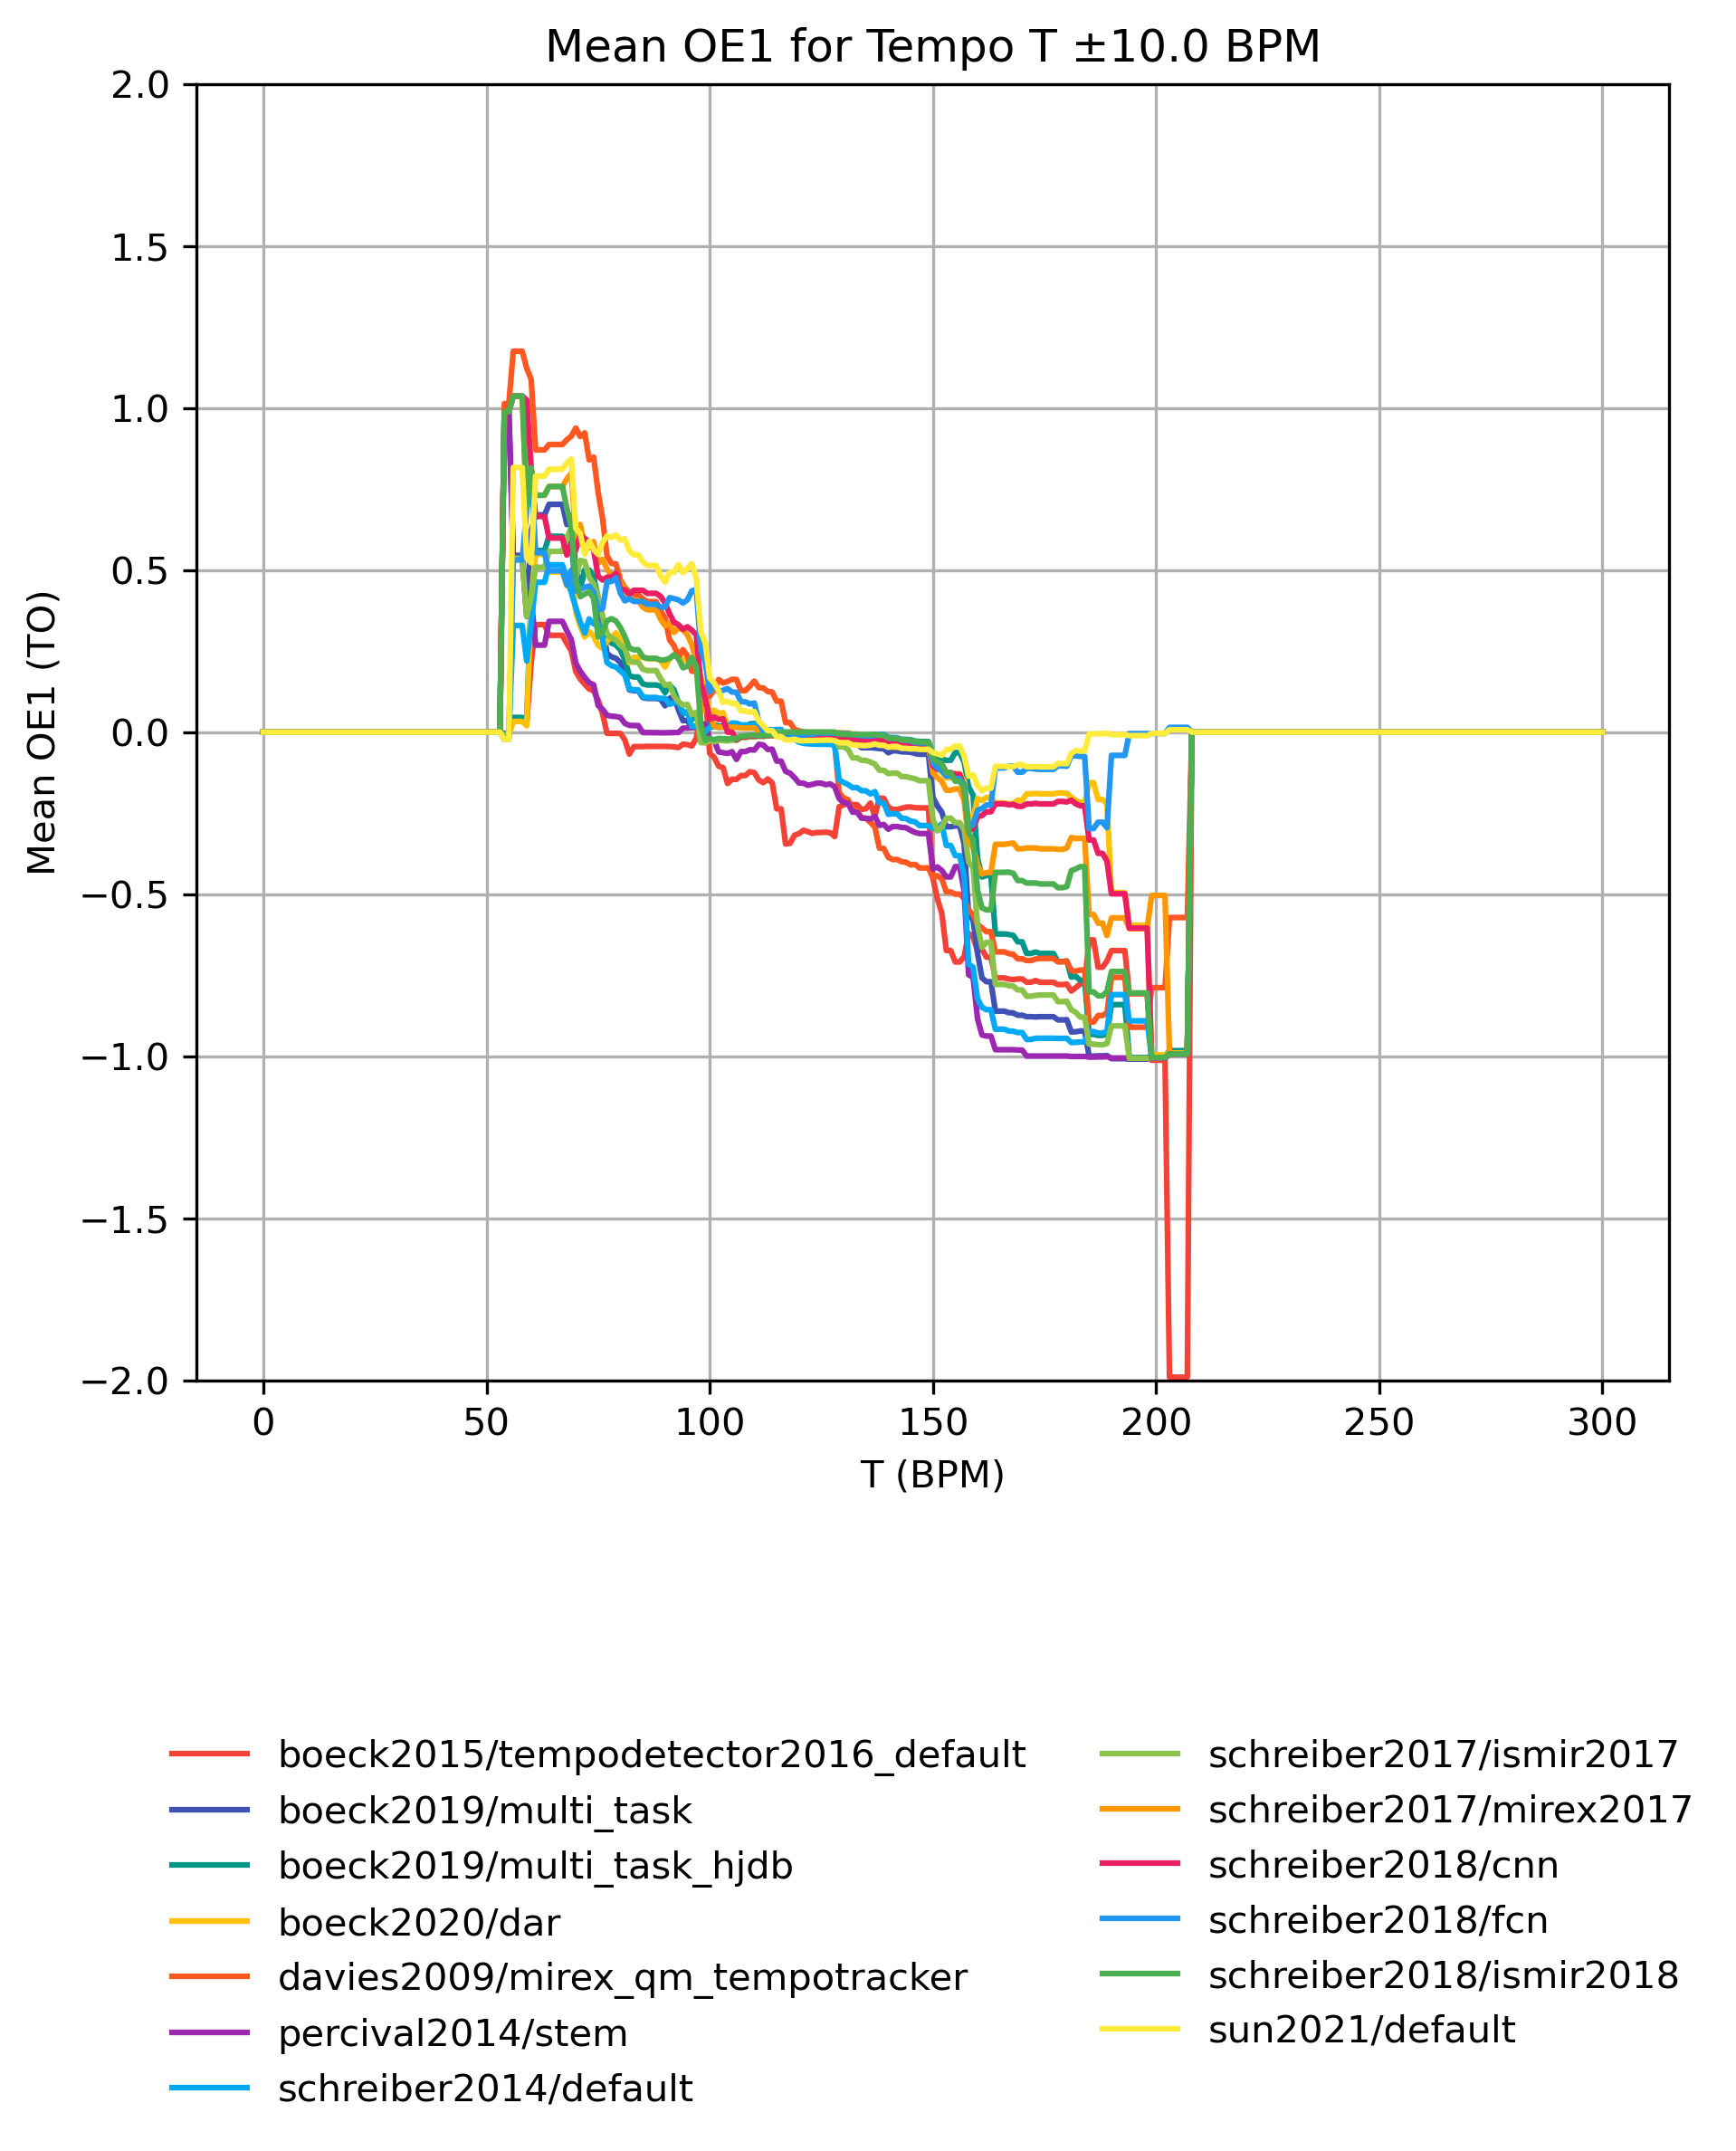 Mean OE1 for Tempo T ±10.0 BPM
2.0
1.5
1.0
0.5
0.0
−0.5
−1.0
−1.5
−2.0
Mean OE1 (TO)
0 50 100 150 200 250 300
T (BPM)
boeck2015/tempodetector2016_default
boeck2019/multi_task
boeck2019/multi_task_hjdb
boeck2020/dar
davies2009/mirex_qm_tempotracker
percival2014/stem
schreiber2014/default
schreiber2017/ismir2017
schreiber2017/mirex2017
schreiber2018/cnn
schreiber2018/fcn
schreiber2018/ismir2018
sun2021/default